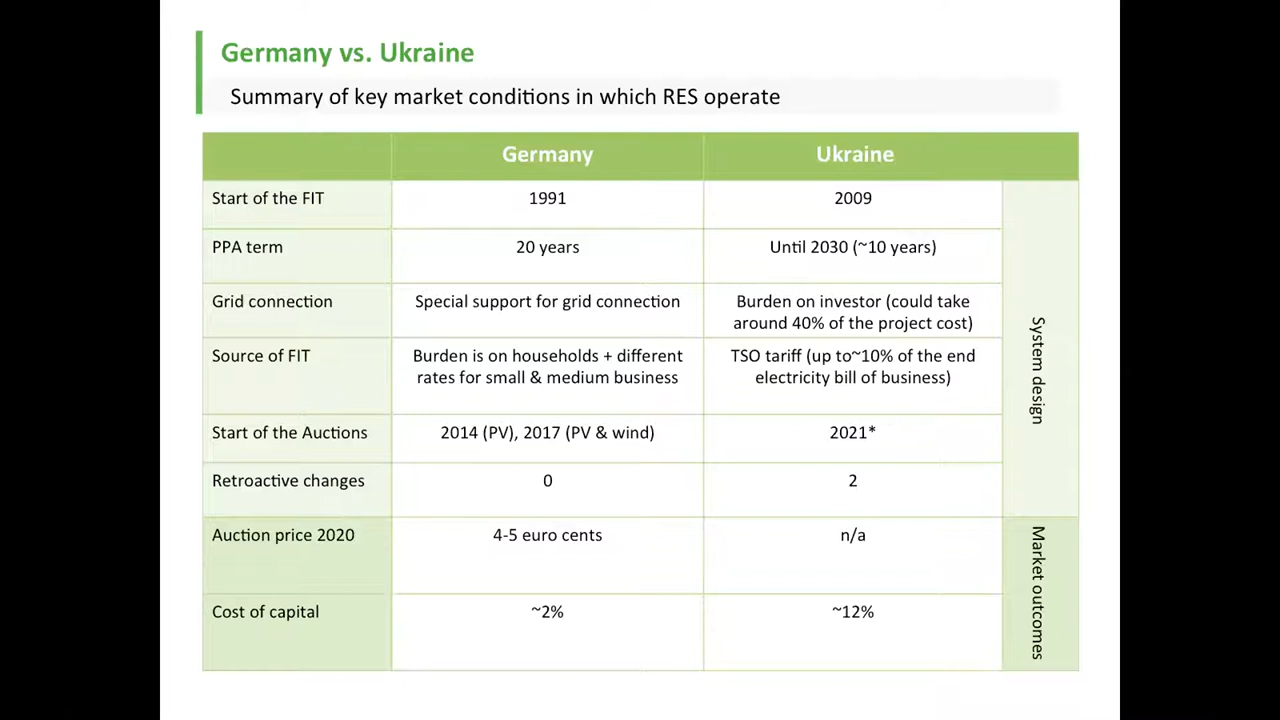 Germany vs. Ukraine
Summary of key market conditions in which RES operate
Germany
Ukraine
Start of the FIT
1991
2009
PPA term
20 years
Until 2030 (~10 years)
Grid connection
Special support for grid connection
Burden on investor (could take
around 40% of the project cost)
Source of FIT
Burden is on households + different
rates for small & medium business
TSO tariff (up to~10% of the end
electricity bill of business)
Start of the Auctions
2014 (PV), 2017 (PV & wind)
2021*
Retroactive changes
0
2
System design
Auction price 2020
4-5 euro cents
n/a
Cost of capital
~2%
~12%
Market outcomes